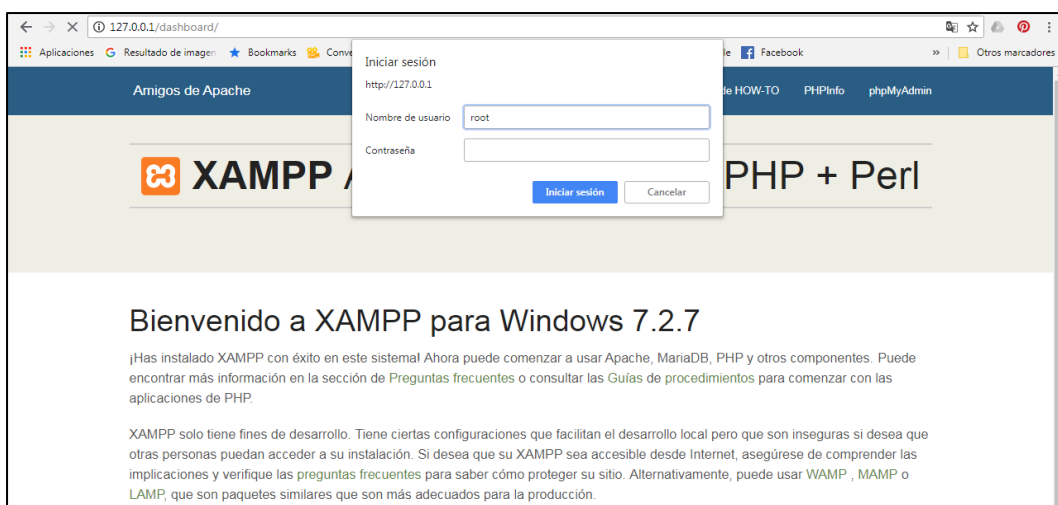 127.0.0.1/dashboard/
Aplicaciones Resultado de imagen Bookmarks Conve le Facebook » Otros marcadores
Iniciar sesión
http://127.0.0.1
Amigos de Apache de HOW-TO PHPInfo phpMyAdmin
Nombre de usuario root
Contraseña
XAMPP PHP + Perl
Iniciar sesión Cancelar
Bienvenido a XAMPP para Windows 7.2.7
¡Has instalado XAMPP con éxito en este sistema! Ahora puede comenzar a usar Apache, MariaDB, PHP y otros componentes. Puede
encontrar más información en la sección de Preguntas frecuentes o consultar las Guías de procedimientos para comenzar con las
aplicaciones de PHP.
XAMPP solo tiene fines de desarrollo. Tiene ciertas configuraciones que facilitan el desarrollo local pero que son inseguras si desea que
otras personas puedan acceder a su instalación. Si desea que su XAMPP sea accesible desde Internet, asegúrese de comprender las
implicaciones y verifique las preguntas frecuentes para saber cómo proteger su sitio. Alternativamente, puede usar WAMP , MAMP o
LAMP, que son paquetes similares que son más adecuados para la producción.